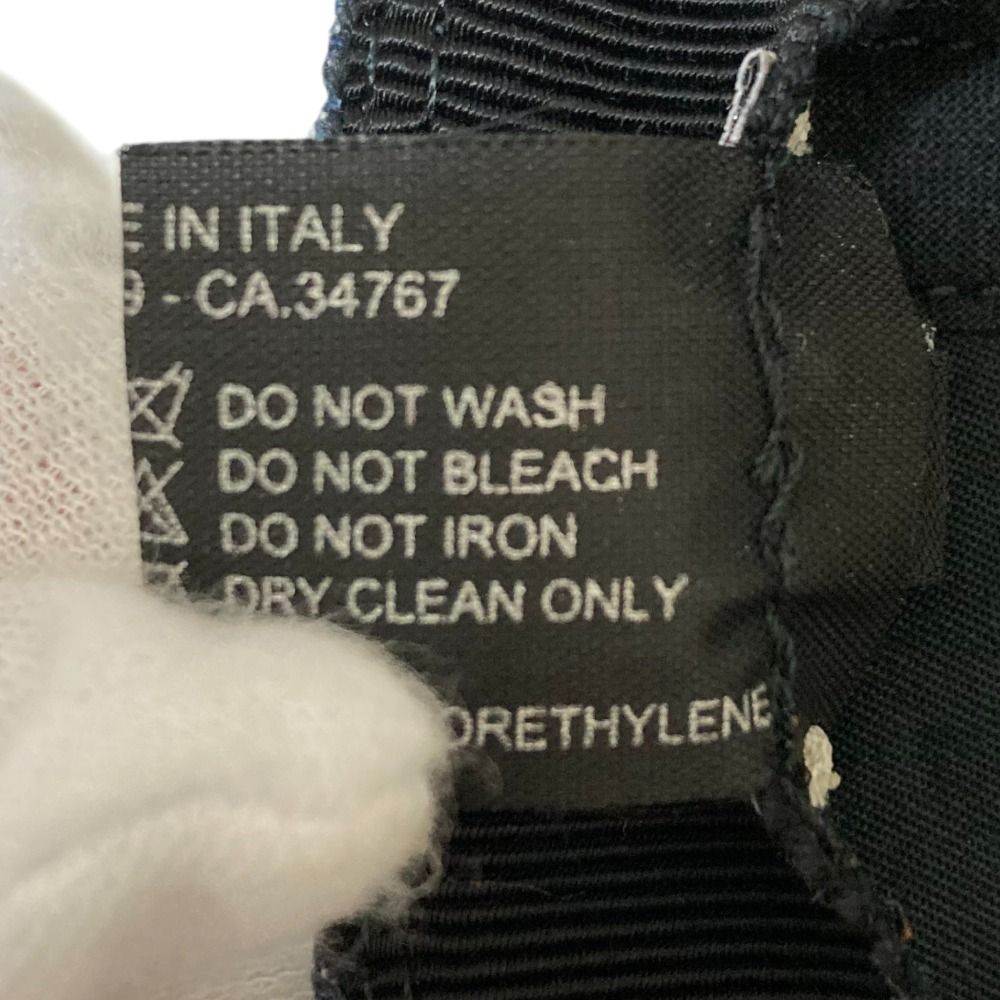 E IN ITALY
9 - CA.34767
DO NOT WASH
DO NOT BLEACH
DO NOT IRON
DRY CLEAN ONLY
ORETHYLENE